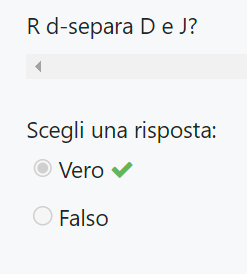 R d-separa D e J?
Scegli una risposta:
Vero
Falso